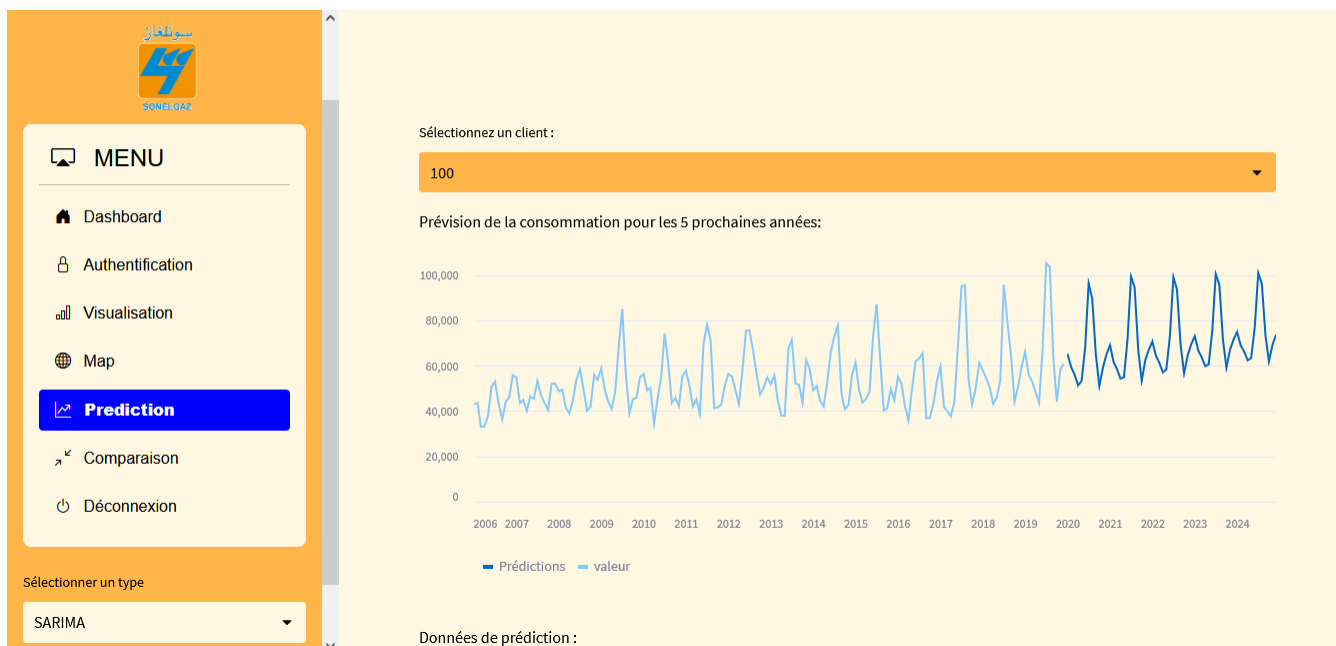 سونلغاز
SONELGAZ
MENU
Dashboard
Authentification
Visualisation
Map
Prediction
Comparaison
Déconnexion
Sélectionner un type
SARIMA
Sélectionnez un client :
100
Prévision de la consommation pour les 5 prochaines années:
100,000
80,000
60,000
40,000
20,000
0
2006 2007 2008 2009 2010 2011 2012 2013 2014 2015 2016 2017 2018 2019 2020 2021 2022 2023 2024
Prédictions valeur
Données de prédiction :